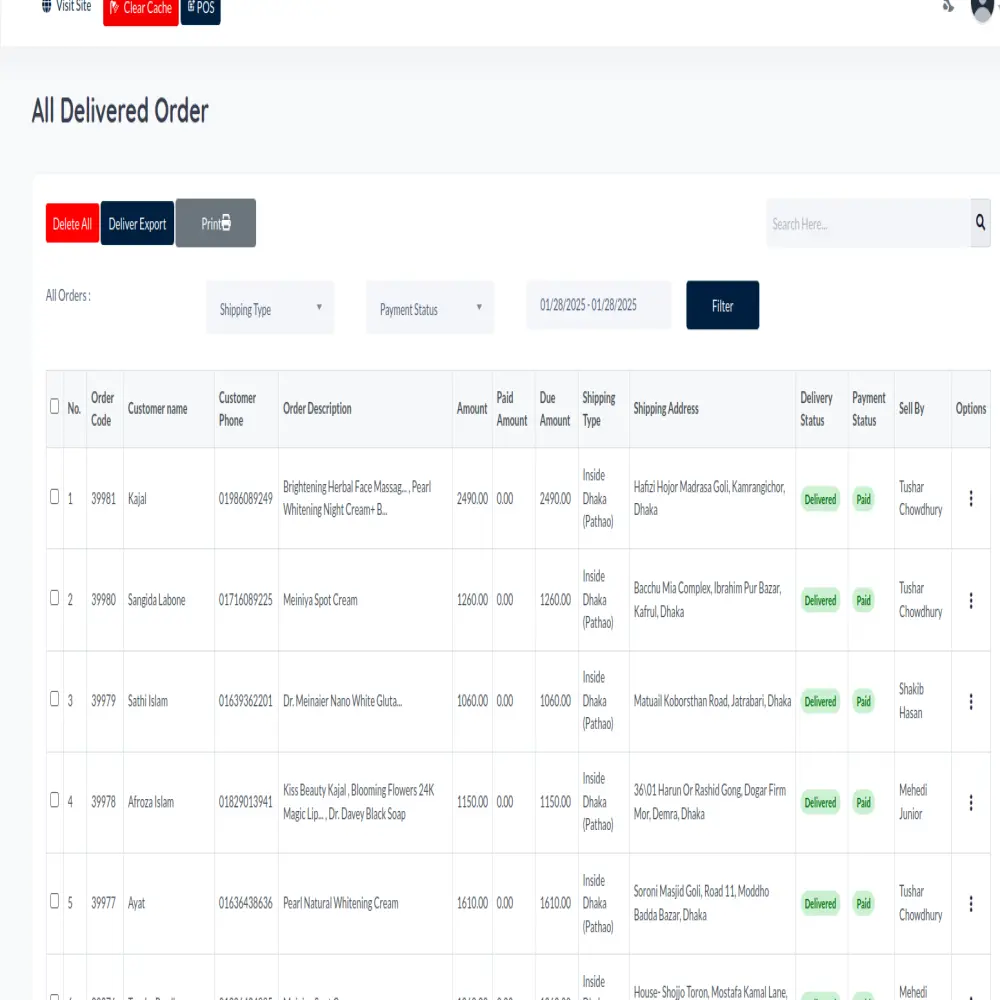 Visit Site
Clear Cache
POS
All Delivered Order
Delete All
Deliver Export
Print
Search Here...
All Orders :
Shipping Type
Payment Status
01/28/2025 - 01/28/2025
Filter
No. Order Code Customer name Customer Phone Order Description Amount Paid Amount Due Amount Shipping Type Shipping Address Delivery Status Payment Status Sell By Options
1 39981 Kajal 01986089249 Brightening Herbal Face Massag... , Pearl Whitening Night Cream+ B... 2490.00 0.00 2490.00 Inside Dhaka (Pathao) Hafizi Hojor Madrasa Goli, Kamrangichor, Dhaka Delivered Paid Tushar Chowdhury
2 39980 Sangida Labone 01716089225 Meiniya Spot Cream 1260.00 0.00 1260.00 Inside Dhaka (Pathao) Bacchu Mia Complex, Ibrahim Pur Bazar, Kafrul, Dhaka Delivered Paid Tushar Chowdhury
3 39979 Sathi Islam 01639362201 Dr. Meinaier Nano White Gluta... 1060.00 0.00 1060.00 Inside Dhaka (Pathao) Matuail Koborsthan Road, Jatrabari, Dhaka Delivered Paid Shakib Hasan
4 39978 Afroza Islam 01829013941 Kiss Beauty Kajal , Blooming Flowers 24K Magic Lip... , Dr. Davey Black Soap 1150.00 0.00 1150.00 Inside Dhaka (Pathao) 36\01 Harun Or Rashid Gong, Dogar Firm Mor, Demra, Dhaka Delivered Paid Mehedi Junior
5 39977 Ayat 01636438636 Pearl Natural Whitening Cream 1610.00 0.00 1610.00 Inside Dhaka (Pathao) Soroni Masjid Goli, Road 11, Moddho Badda Bazar, Dhaka Delivered Paid Tushar Chowdhury
Inside House- Shojjo Toron, Mostafa Kamal Lane, Mehedi